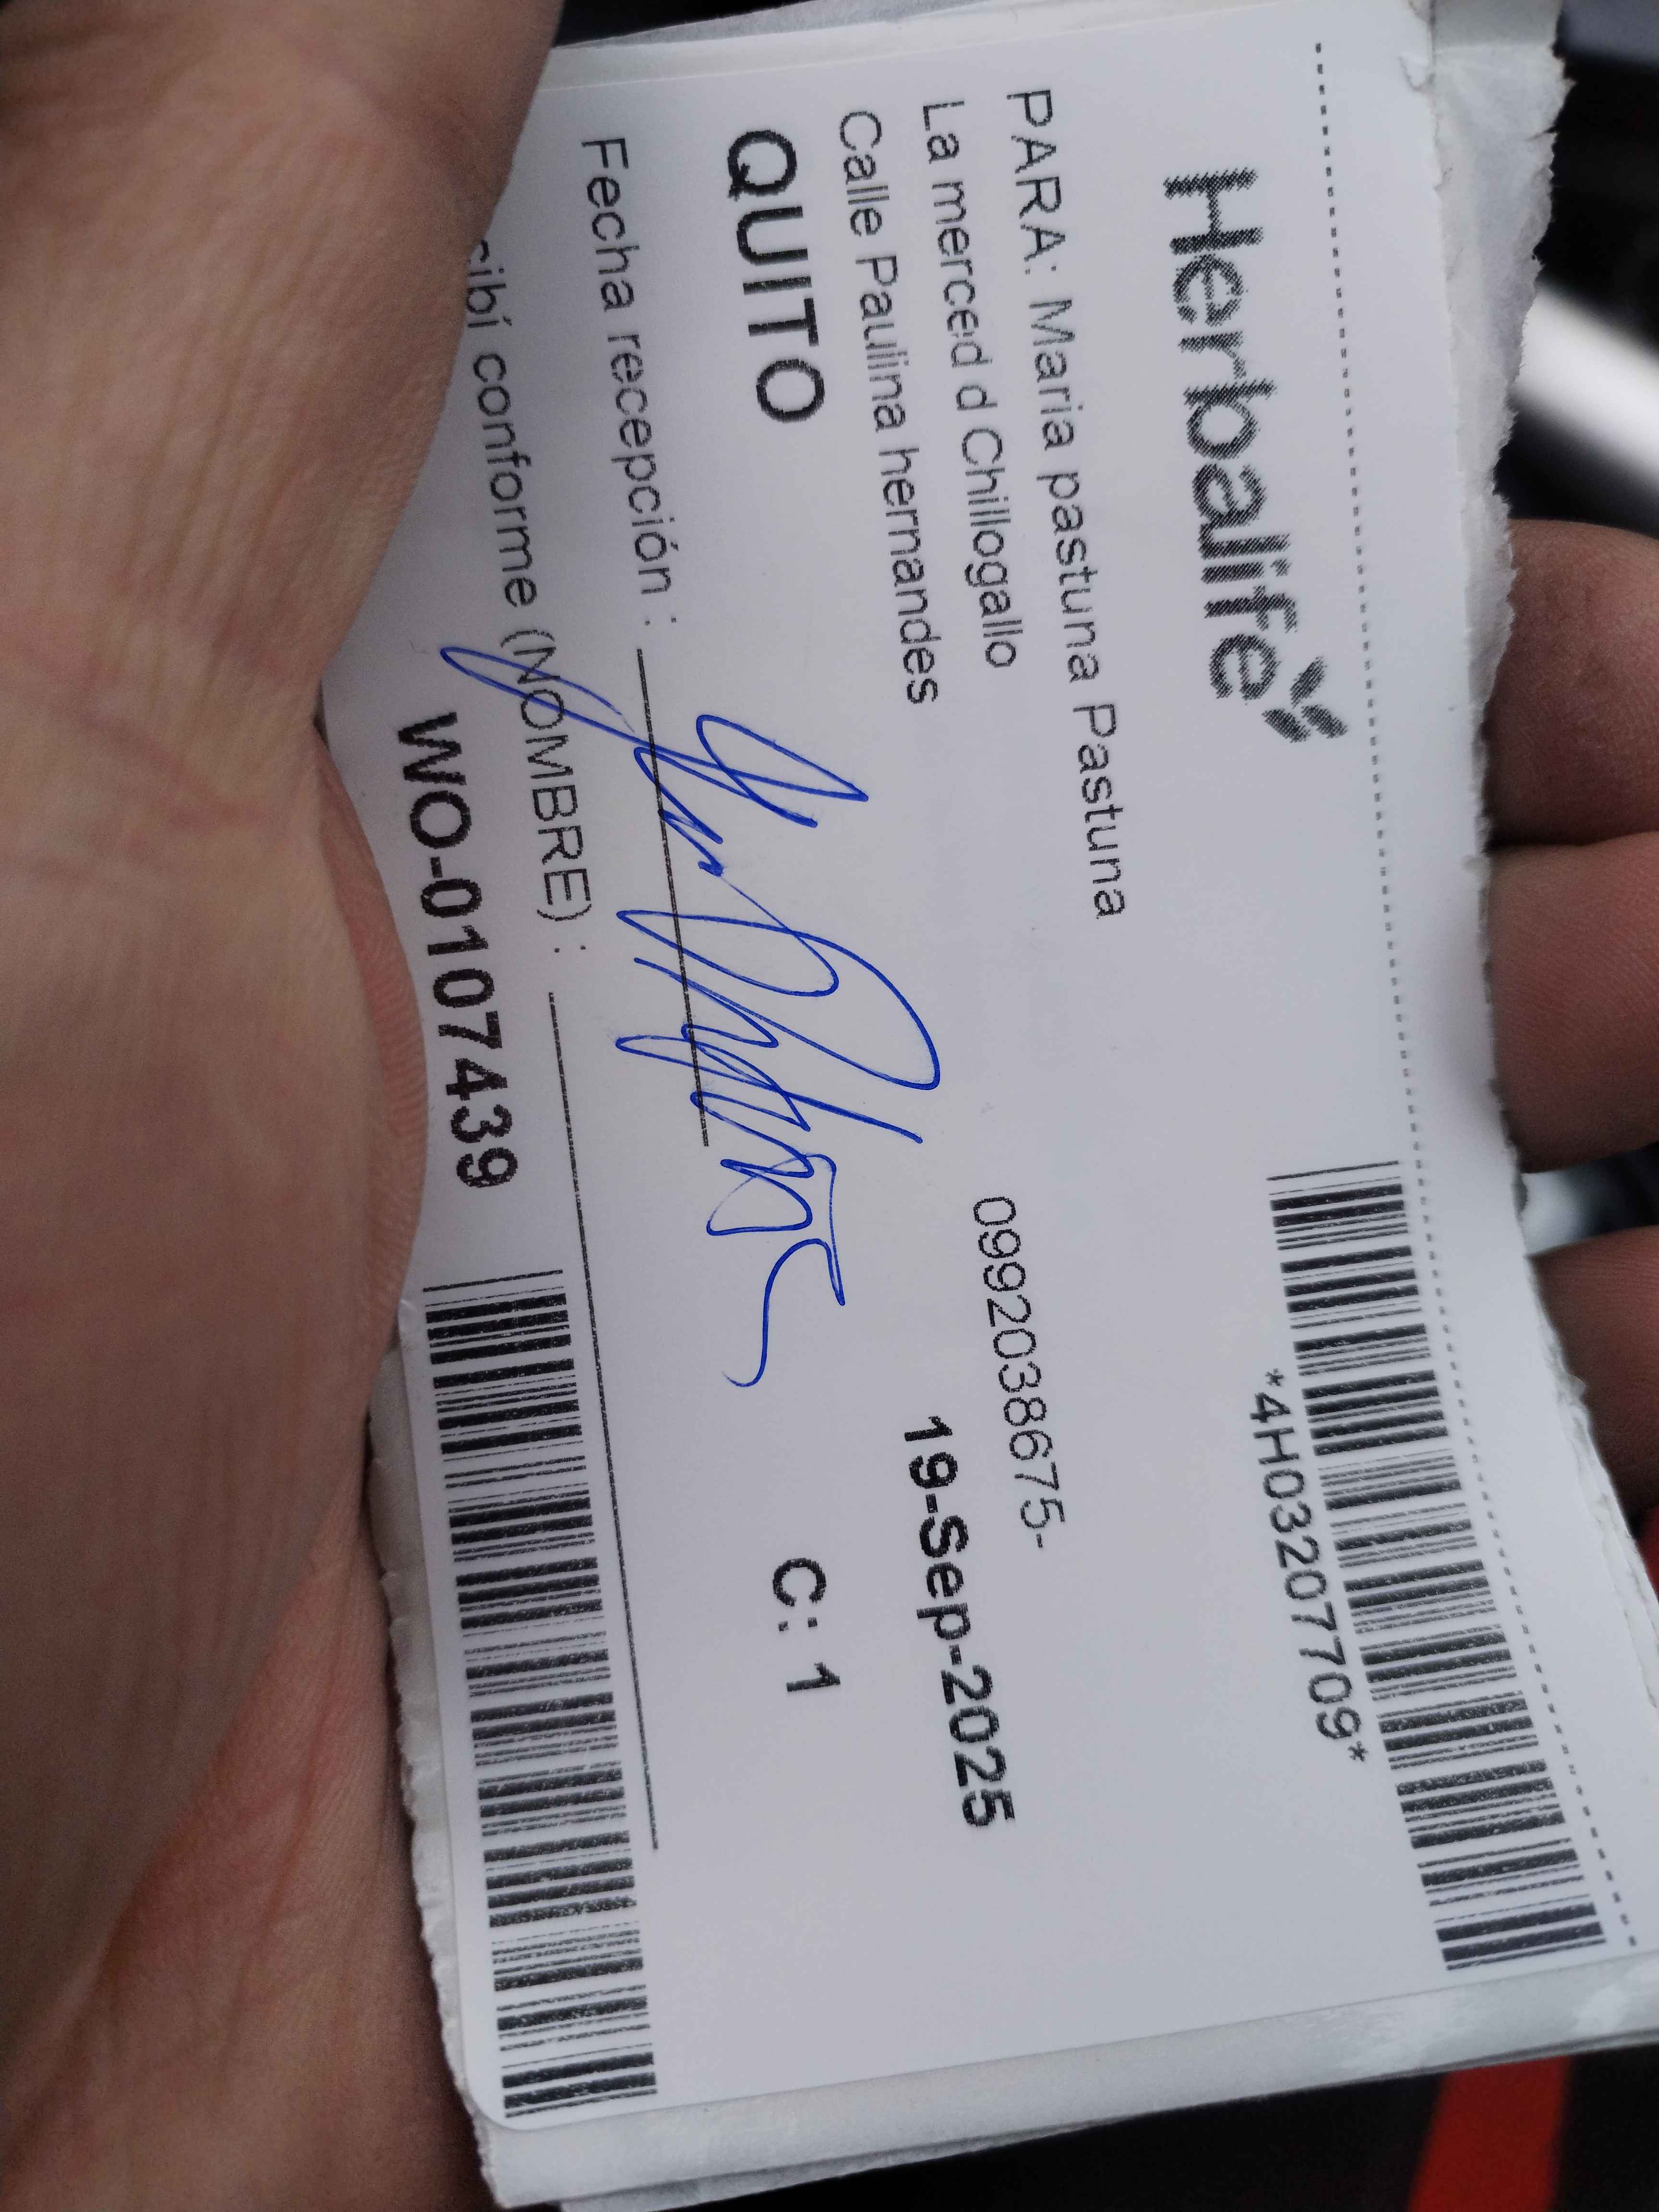 Herbalife
*4H03207709*
PARA: Maria pastuna Pastuna
La merced d Chillogallo
0992038675-
Calle Paulina hernandes
19-Sep-2025
QUITO
C: 1
Fecha recepción :
cibí conforme (NOMBRE) :
WO-0107439